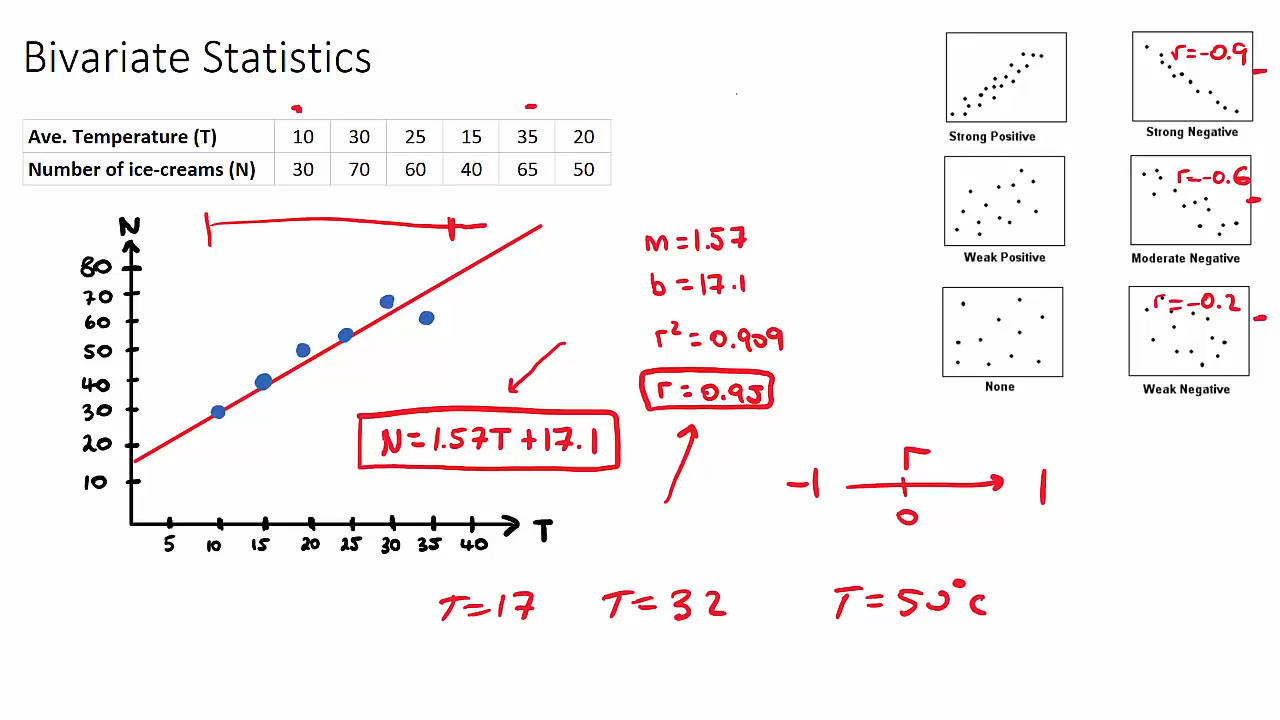 Bivariate Statistics
Ave. Temperature (T) 10 30 25 15 35 20
Number of ice-creams (N) 30 70 60 40 65 50
N
80
70
60
50
40
30
20
10
5 10 15 20 25 30 35 40 T
N=1.57T+17.1
m=1.57
b=17.1
r²=0.909
r=0.95
Strong Positive
r=-0.9
Strong Negative
Weak Positive
r=-0.6
Moderate Negative
None
r=-0.2
Weak Negative
r
-1 1
0
T=17 T=32 T=50°c